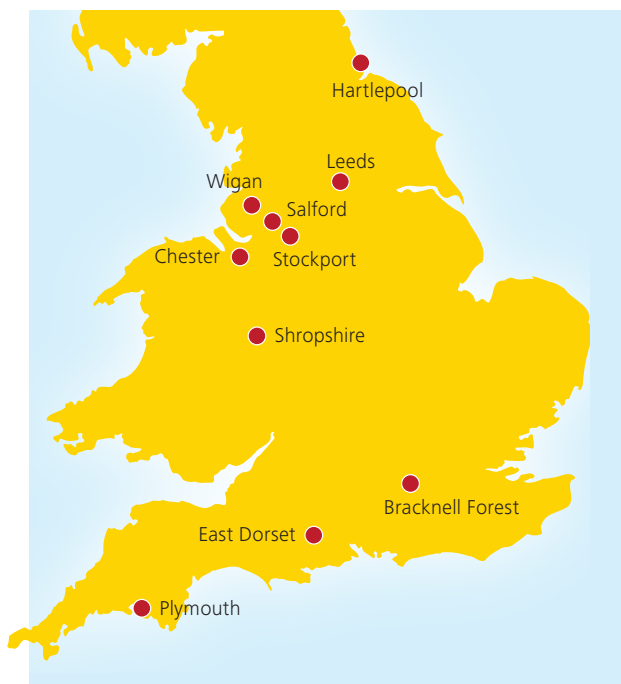 Hartlepool
Leeds
Wigan
Salford
Chester
Stockport
Shropshire
Bracknell Forest
East Dorset
Plymouth